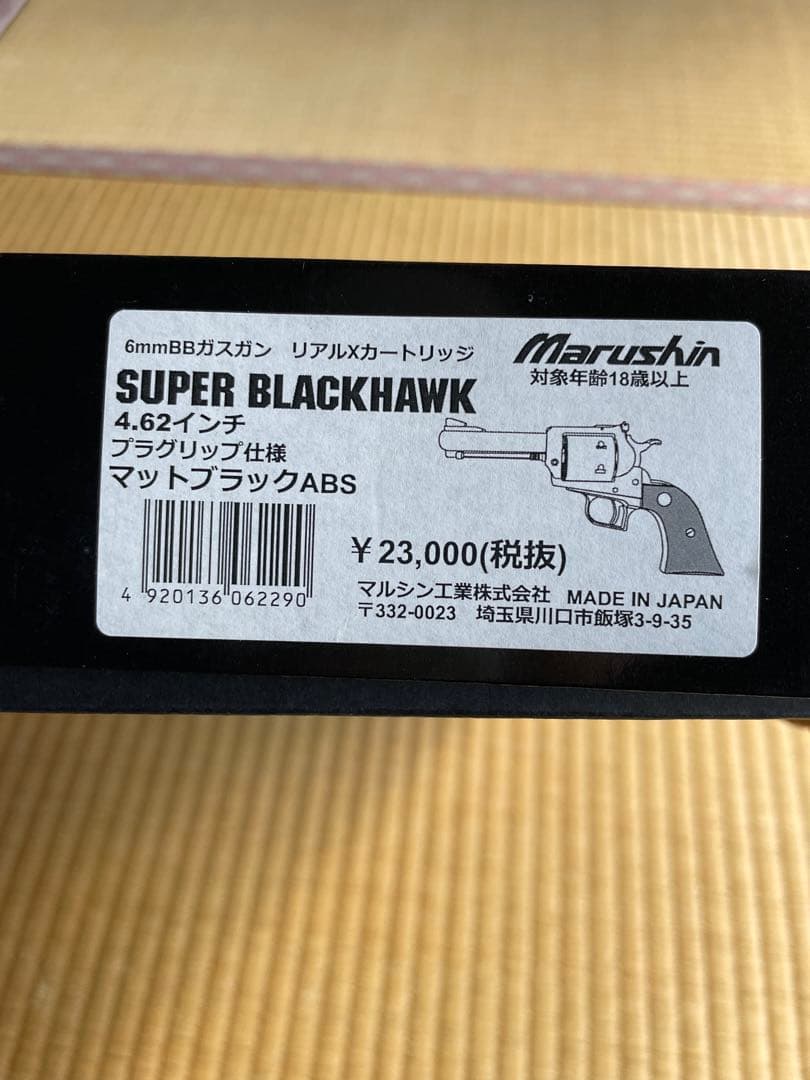 6mmBBガスガン リアルXカートリッジ
Marushin
対象年齢18歳以上
SUPER BLACKHAWK
4.62インチ
プラグリップ仕様
マットブラックABS
¥23,000(税抜)
4 920136 062290
マルシン工業株式会社 MADE IN JAPAN
〒332-0023 埼玉県川口市飯塚3-9-35